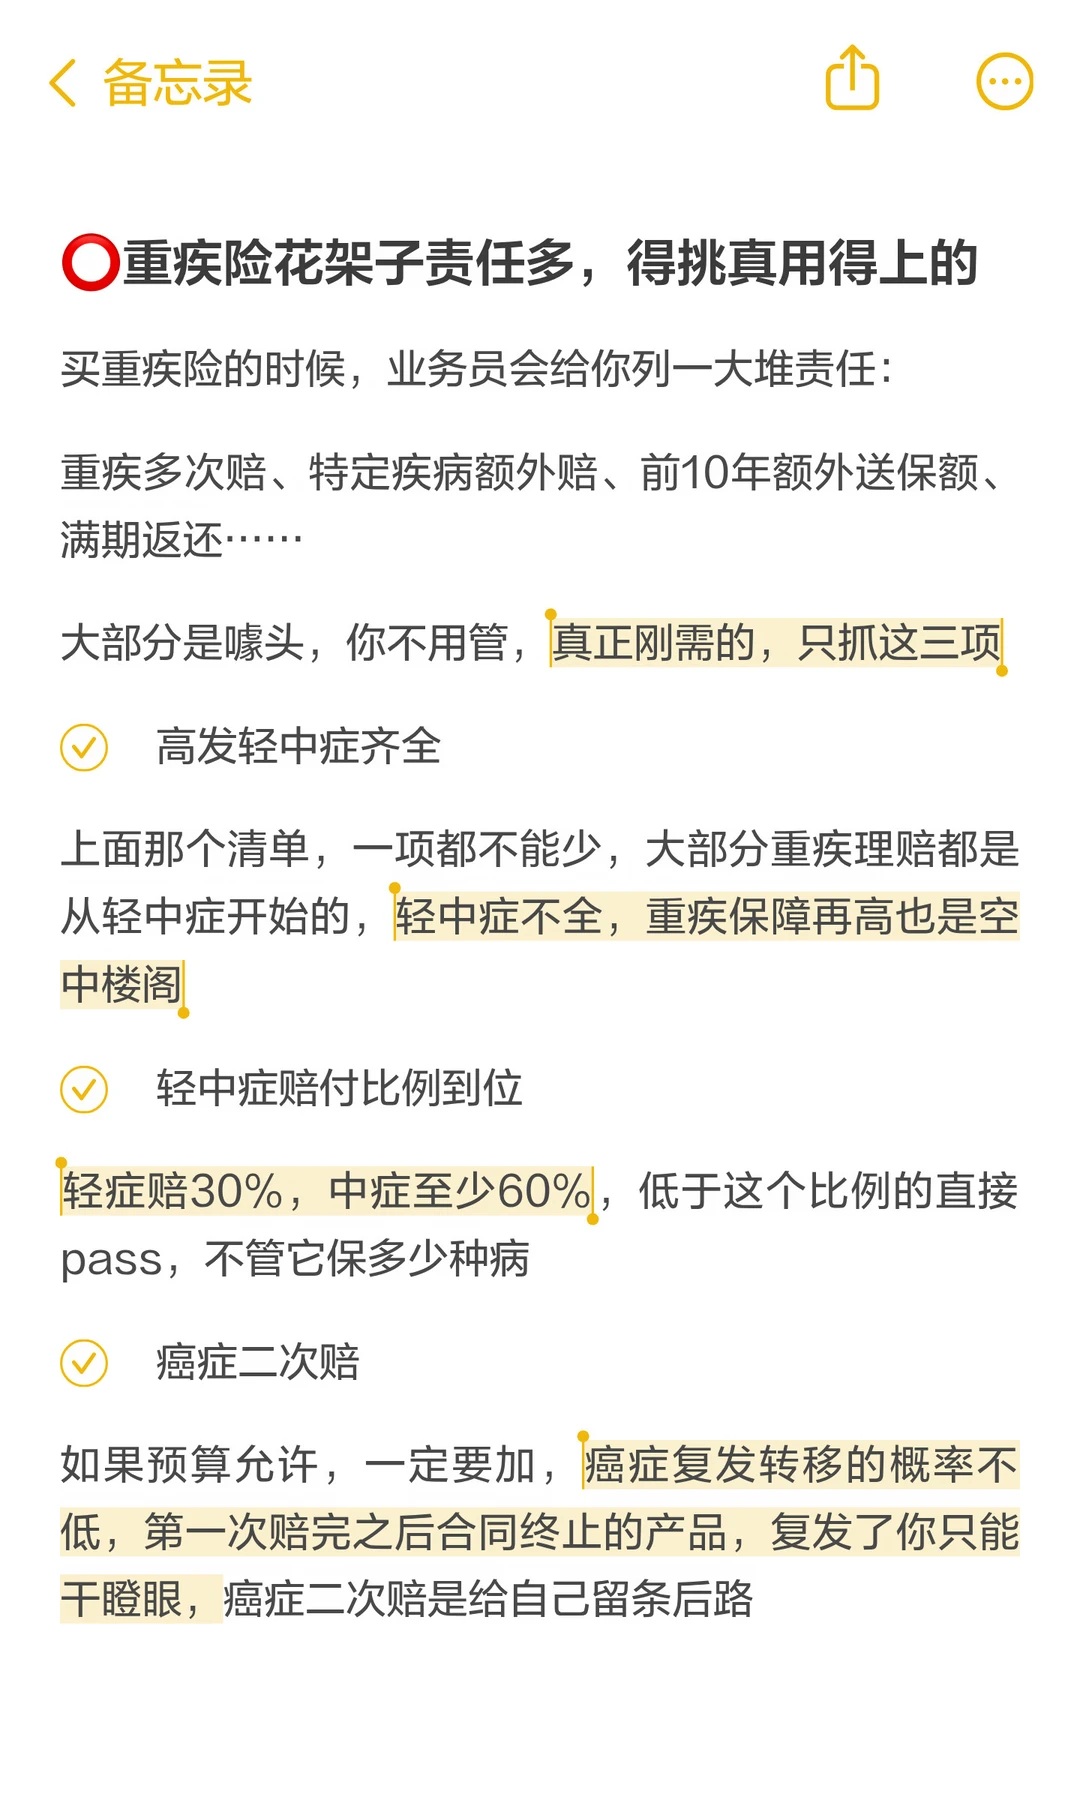 备忘录
⭕重疾险花架子责任多，得挑真用得上的
买重疾险的时候，业务员会给你列一大堆责任：
重疾多次赔、特定疾病额外赔、前10年额外送保额、
满期返还……
大部分是噱头，你不用管，真正刚需的，只抓这三项
高发轻中症齐全
上面那个清单，一项都不能少，大部分重疾理赔都是
从轻中症开始的，轻中症不全，重疾保障再高也是空
中楼阁
轻中症赔付比例到位
轻症赔30%，中症至少60%，低于这个比例的直接
pass，不管它保多少种病
癌症二次赔
如果预算允许，一定要加，癌症复发转移的概率不
低，第一次赔完之后合同终止的产品，复发了你只能
干瞪眼，癌症二次赔是给自己留条后路